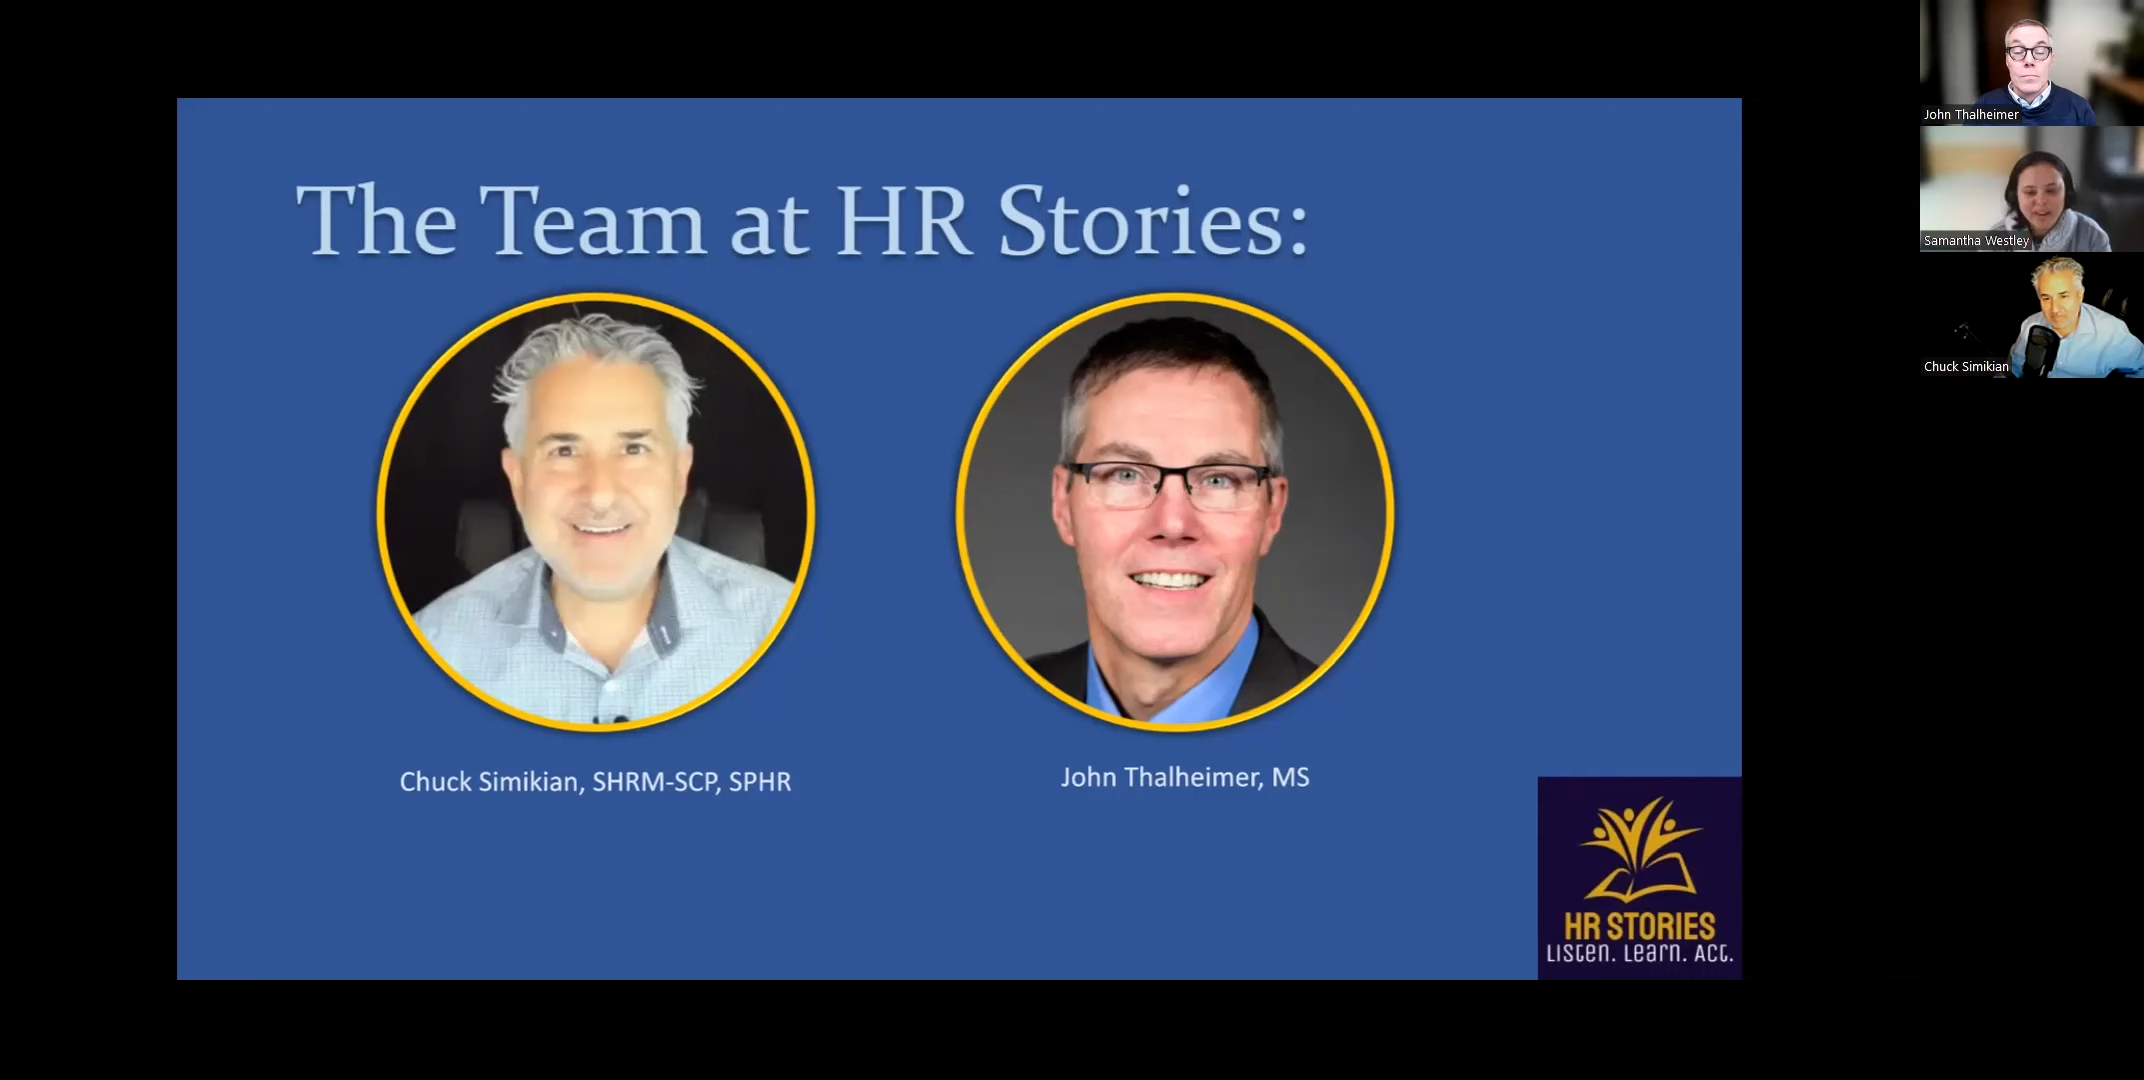 The Team at HR Stories:
Chuck Simikian, SHRM-SCP, SPHR
John Thalheimer, MS
HR STORIES
Listen. Learn. Act.
John Thalheimer
Samantha Westley
Chuck Simikian